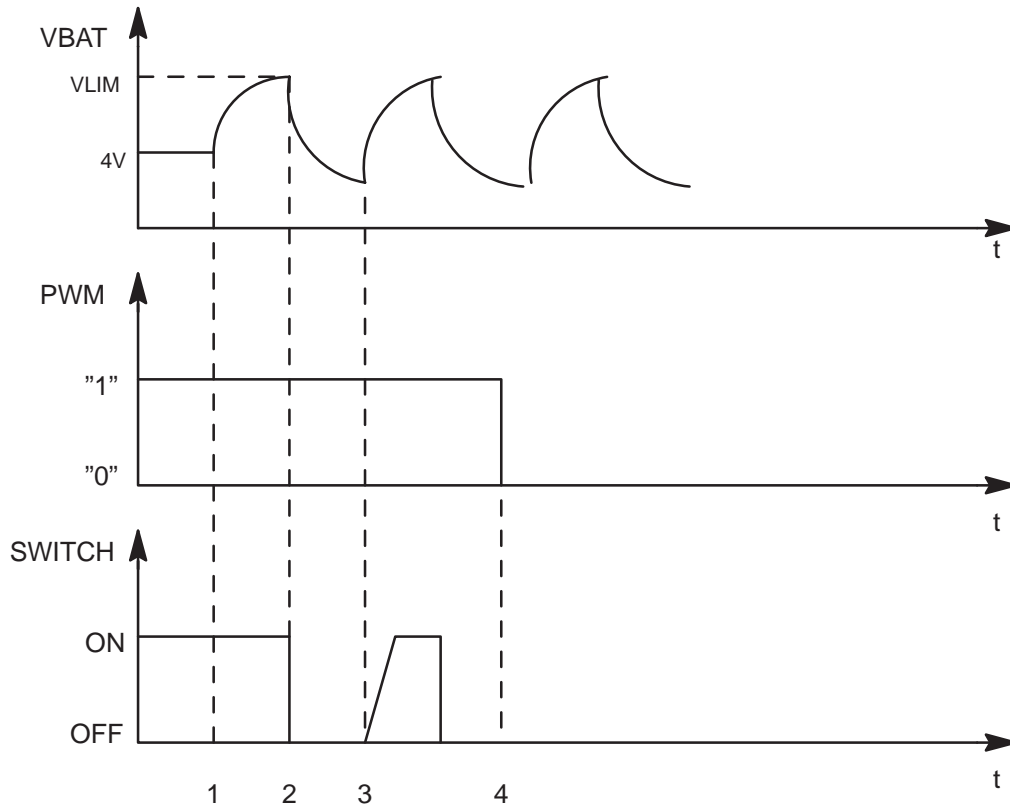 VBAT
VLIM
4V
t
PWM
”1”
”0”
t
SWITCH
ON
OFF
t
1 2 3 4